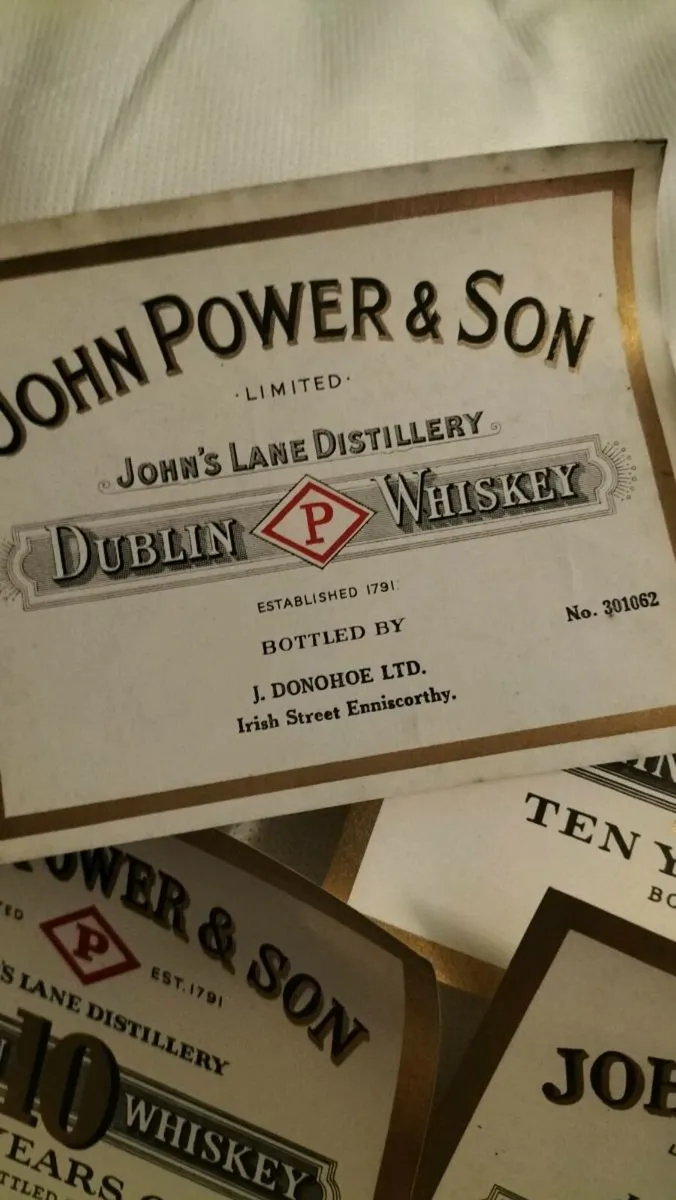 JOHN POWER & SON
·LIMITED·
JOHN'S LANE DISTILLERY
DUBLIN P WHISKEY
ESTABLISHED 1791.
BOTTLED BY
No. 301062
J. DONOHOE LTD.
Irish Street Enniscorthy.
TEN
POWER & SON
P
EST. 1791
LANE DISTILLERY
10 WHISKEY
YEARS